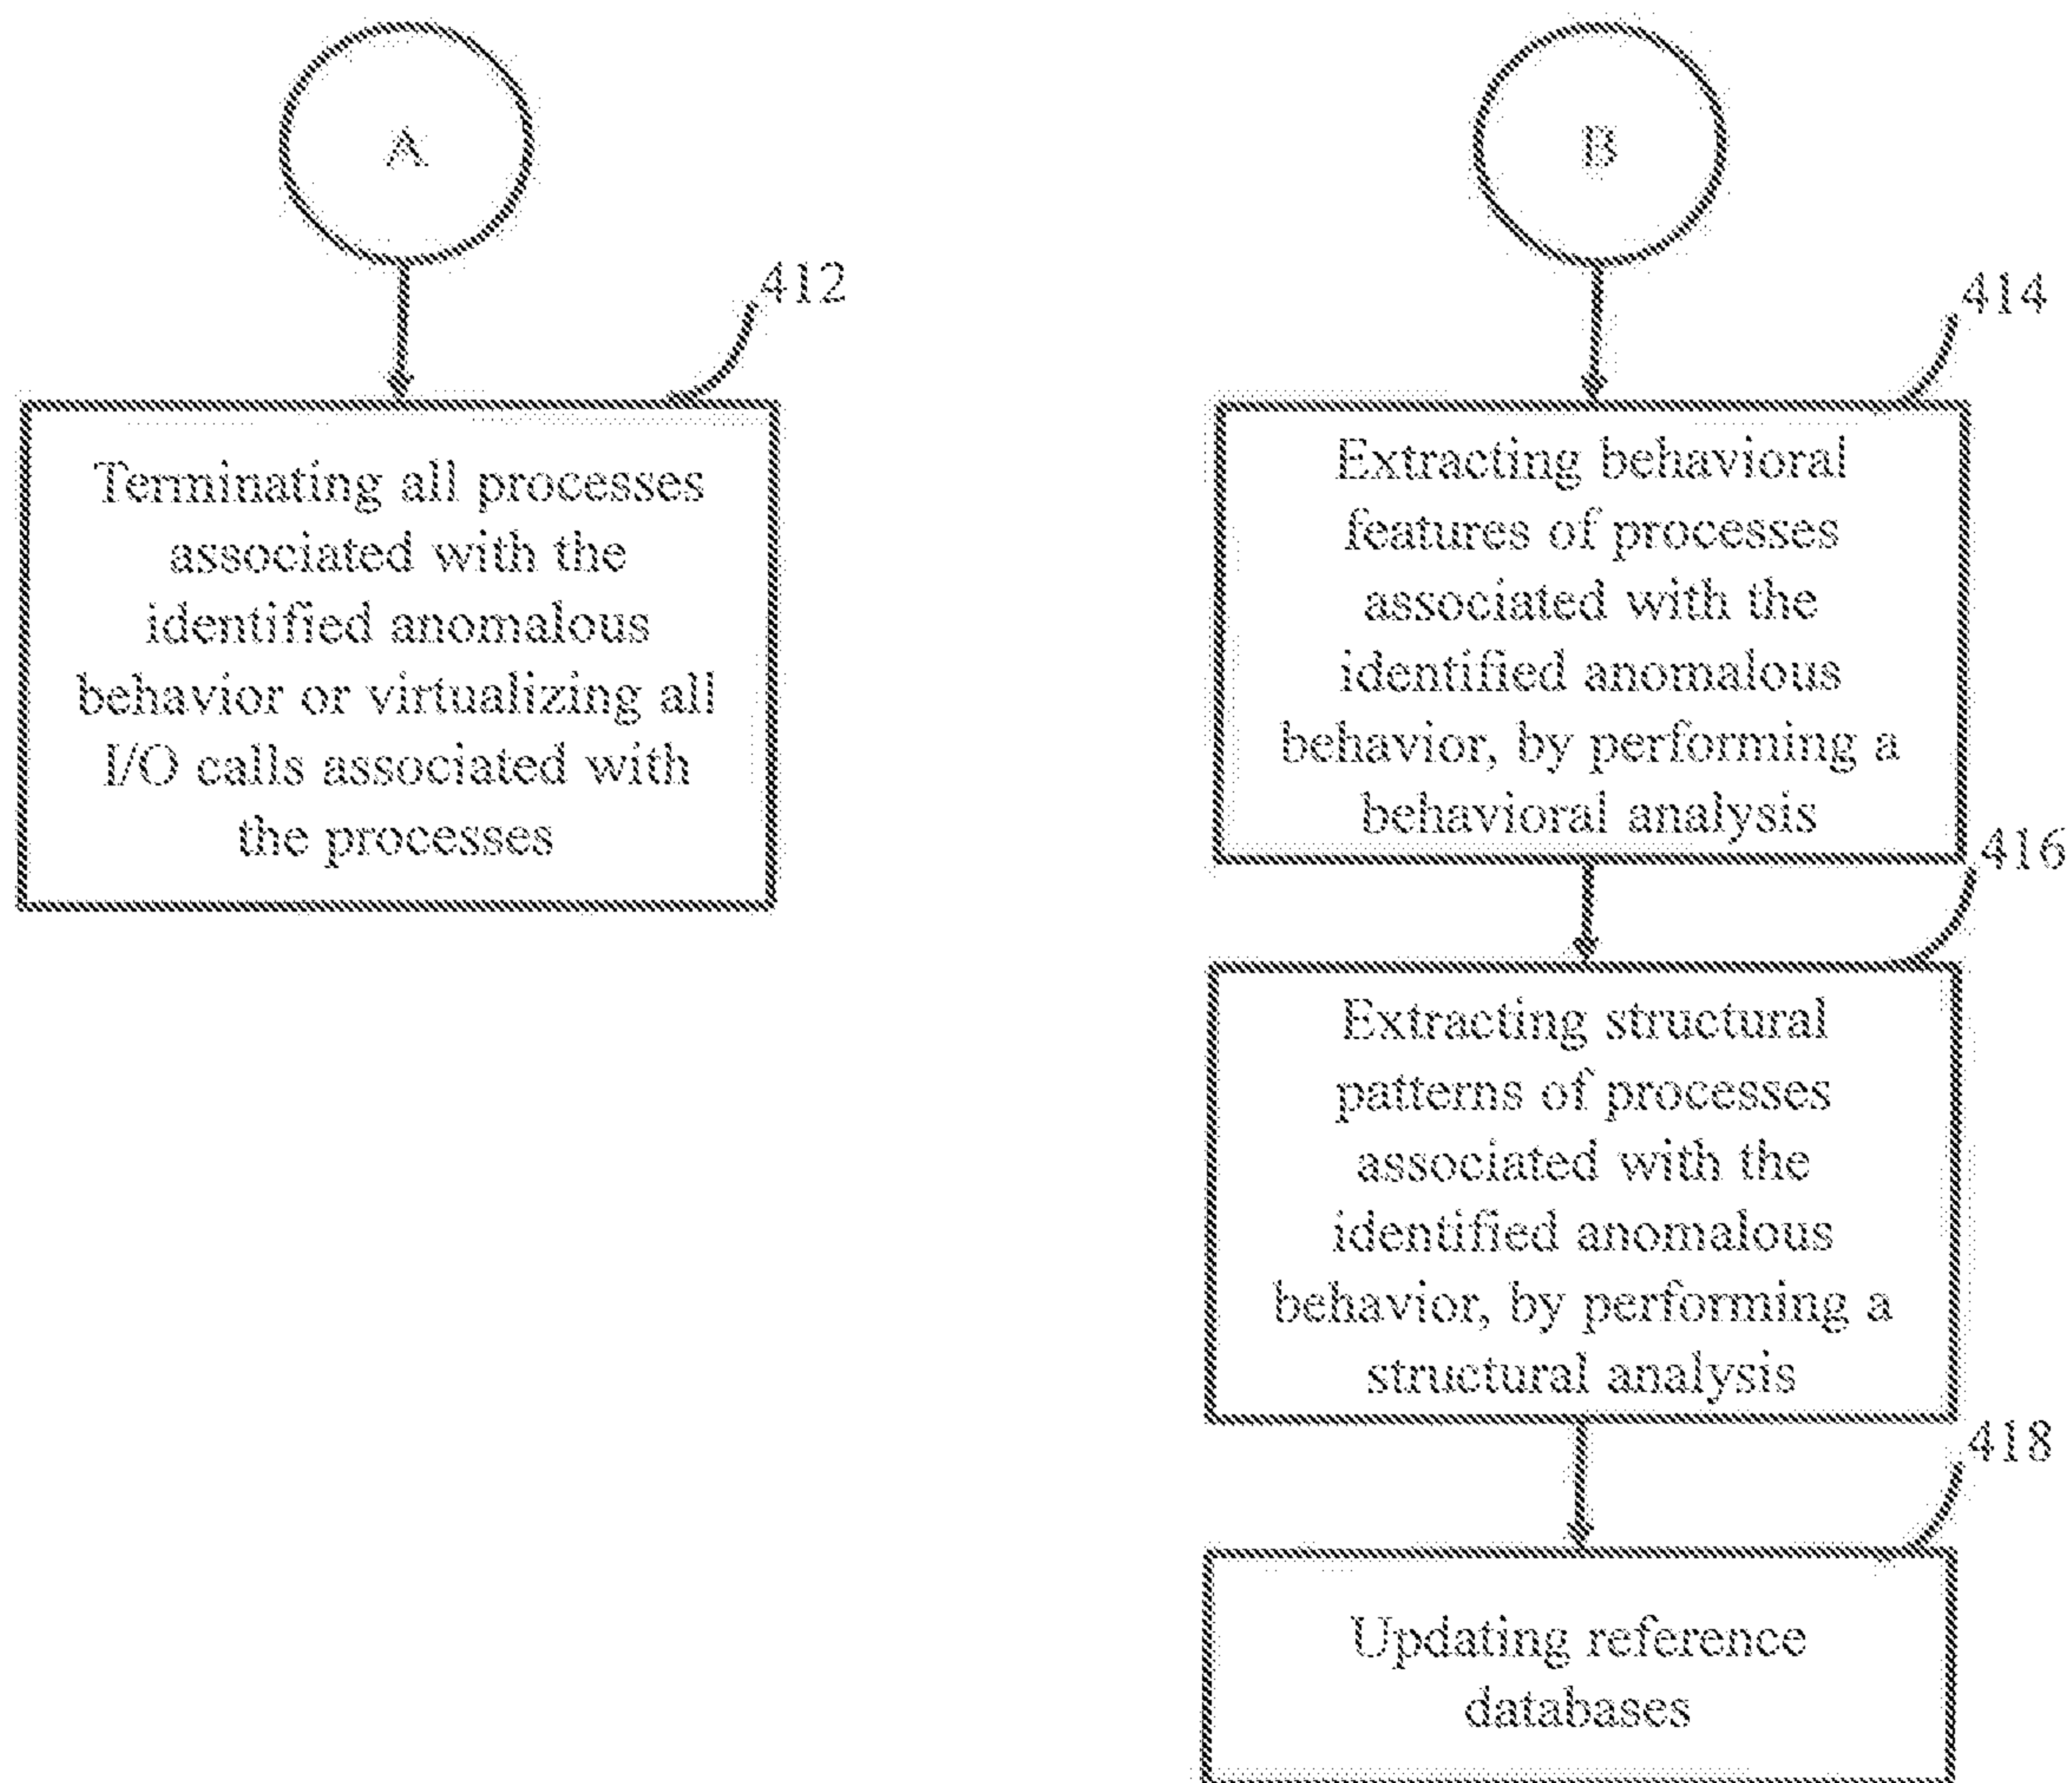 A
412
Terminating all processes
associated with the
identified anomalous
behavior or virtualizing all
I/O calls associated with
the processes
B
414
Extracting behavioral
features of processes
associated with the
identified anomalous
behavior, by performing a
behavioral analysis
416
Extracting structural
patterns of processes
associated with the
identified anomalous
behavior, by performing a
structural analysis
418
Updating reference
databases